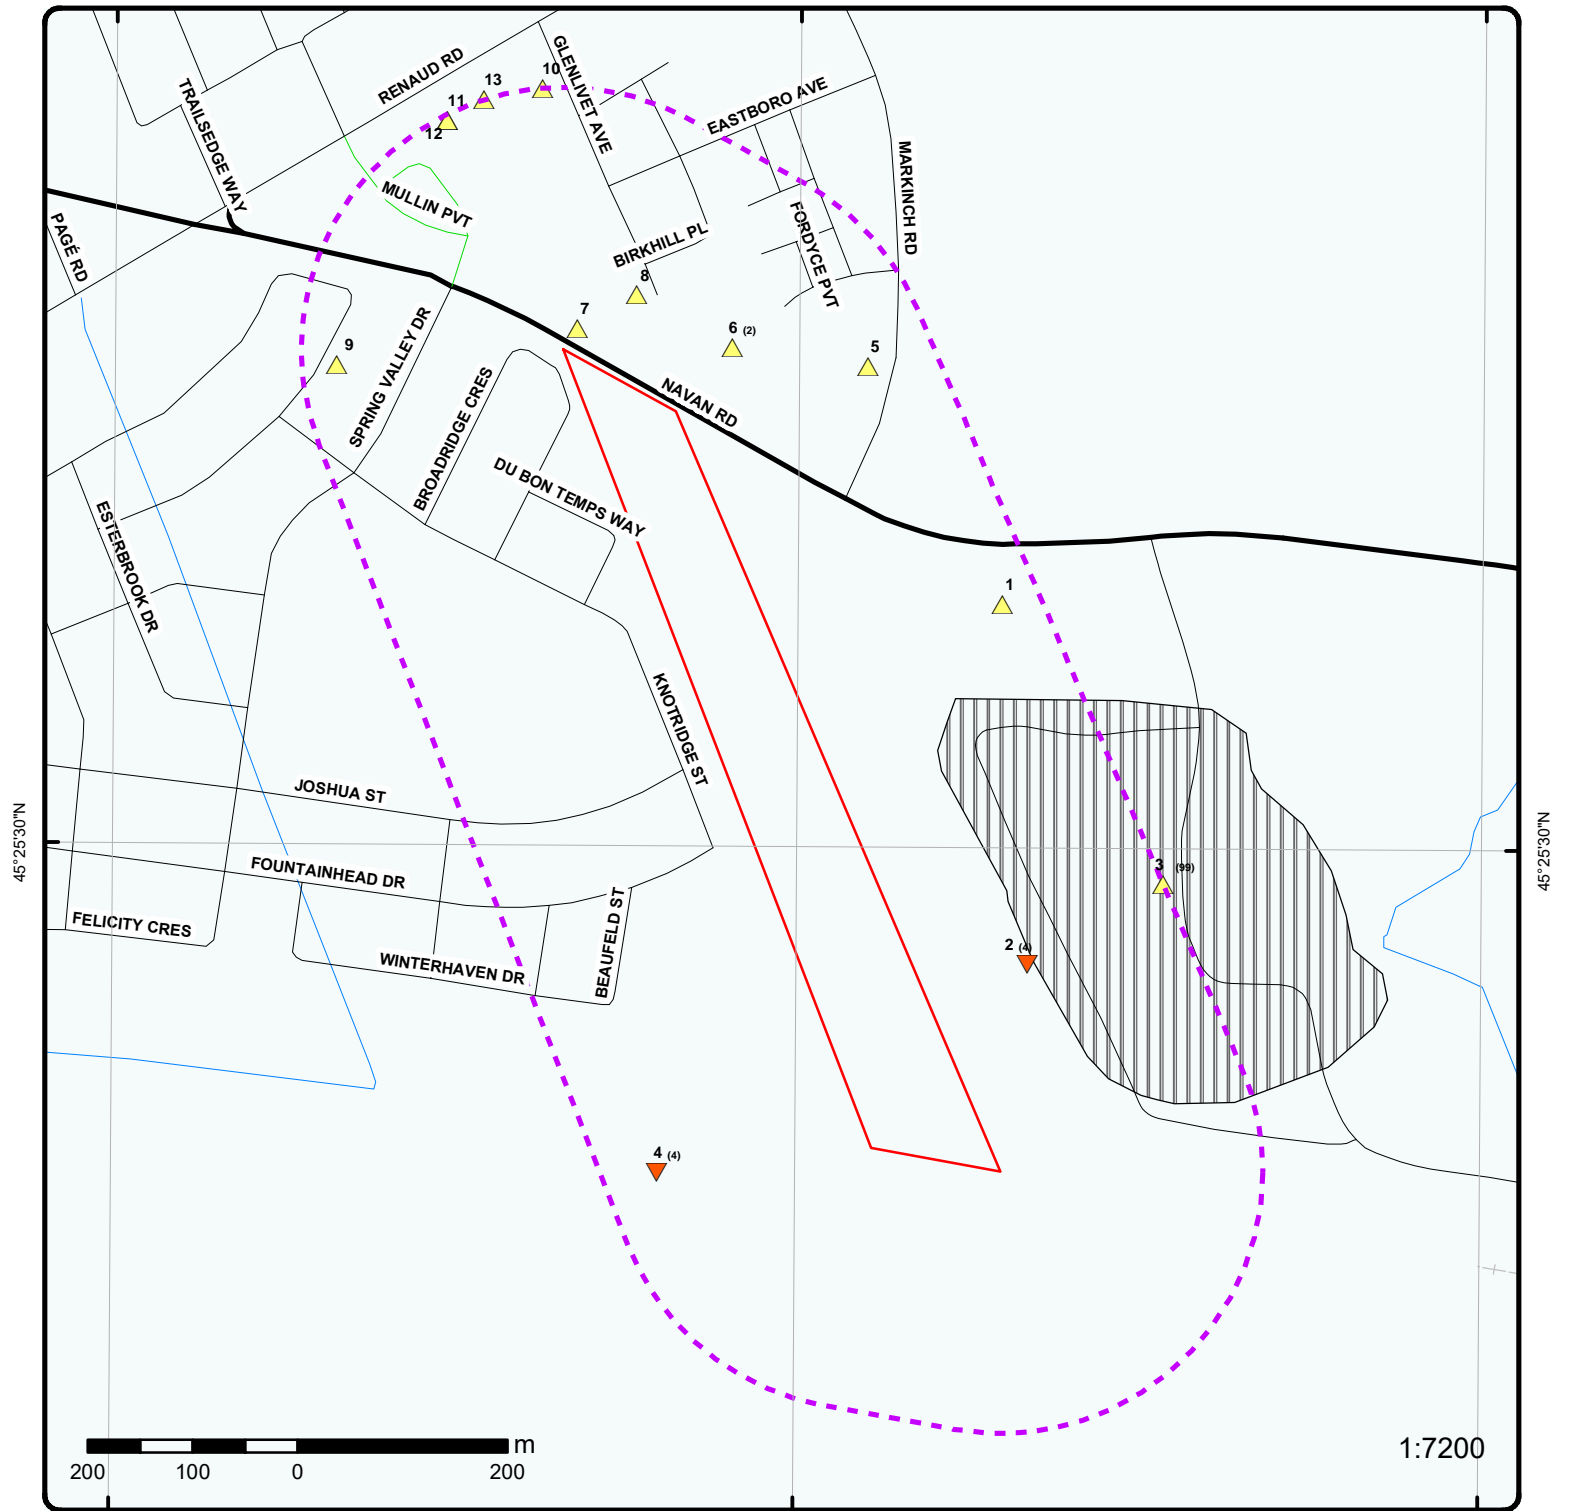 RENAUD RD
GLENLIVET AVE
TRAILSEDGE WAY
10
13
11
12
EASTBORO AVE
MARKINCH RD
MULLIN PVT
PAGÉ RD
FORDYCE PVT
BIRKHILL PL
8
7
6 (2)
5
9
SPRING VALLEY DR
BROADRIDGE CRES
NAVAN RD
DU BON TEMPS WAY
ESTERBROOK DR
1
KNOTRIDGE ST
JOSHUA ST
45°25'30"N
45°25'30"N
FOUNTAINHEAD DR
3 (99)
FELICITY CRES
BEAUFELD ST
2 (4)
WINTERHAVEN DR
4 (4)
m
1:7200
200 100 0 200